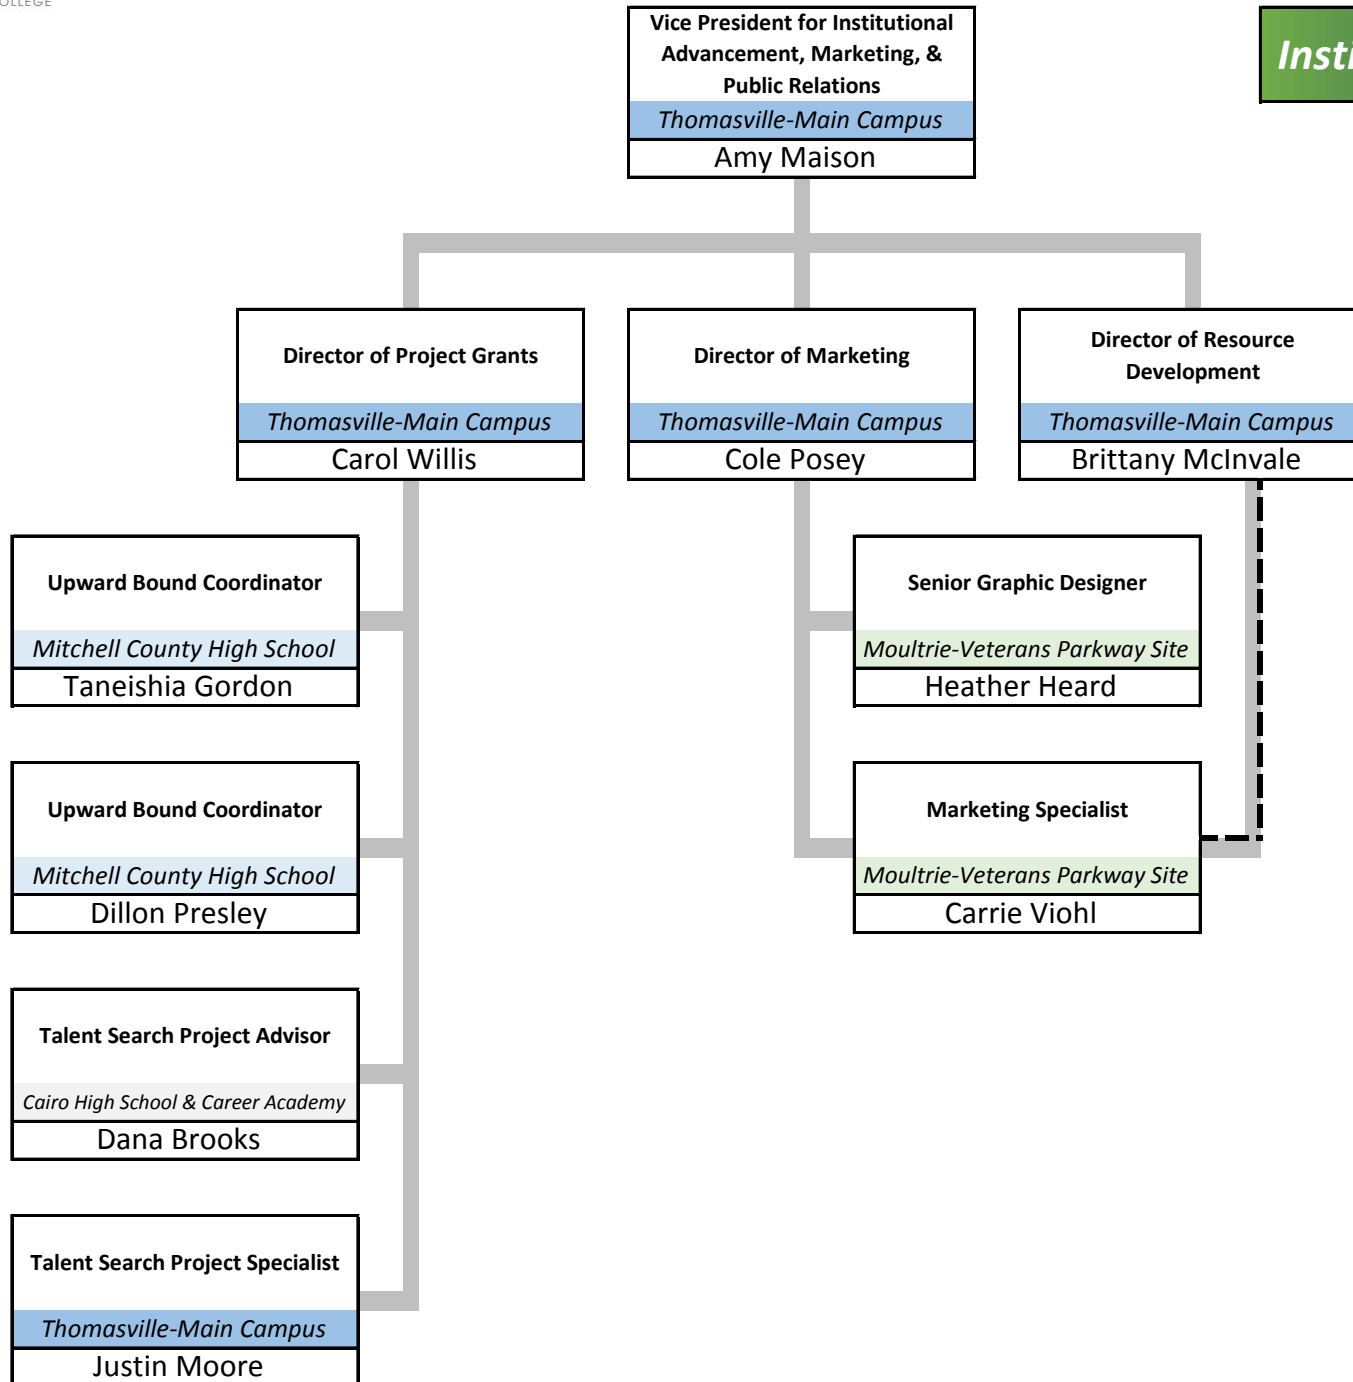 Vice President for Institutional
Advancement, Marketing, &
Public Relations
Thomasville-Main Campus
Amy Maison
Director of Project Grants
Thomasville-Main Campus
Carol Willis
Director of Marketing
Thomasville-Main Campus
Cole Posey
Director of Resource
Development
Thomasville-Main Campus
Brittany McInvale
Upward Bound Coordinator
Mitchell County High School
Taneishia Gordon
Senior Graphic Designer
Moultrie-Veterans Parkway Site
Heather Heard
Upward Bound Coordinator
Mitchell County High School
Dillon Presley
Marketing Specialist
Moultrie-Veterans Parkway Site
Carrie Viohl
Talent Search Project Advisor
Cairo High School & Career Academy
Dana Brooks
Talent Search Project Specialist
Thomasville-Main Campus
Justin Moore